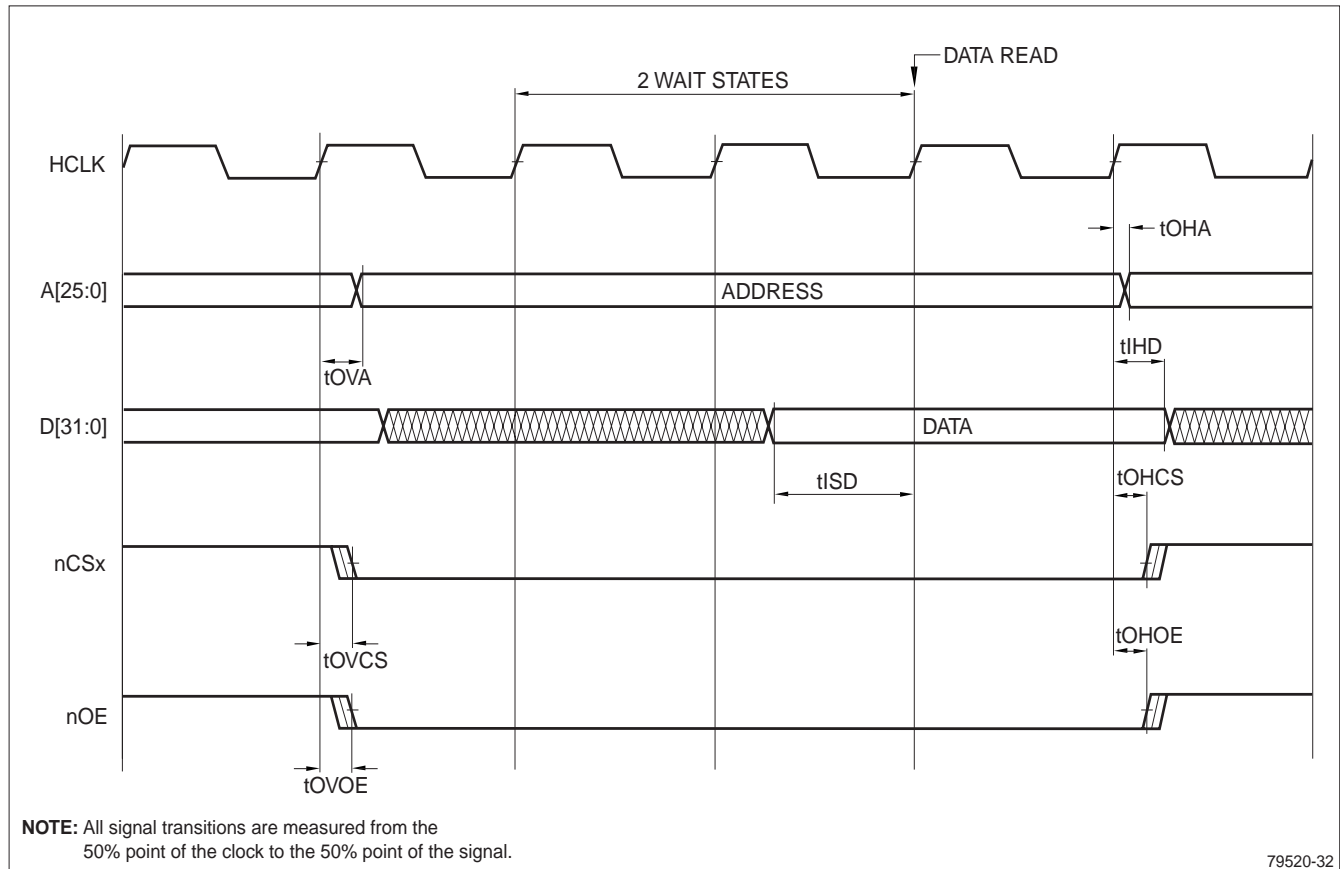 DATA READ
2 WAIT STATES
HCLK
tOHA
A[25:0]
ADDRESS
tOVA
tIHD
D[31:0]
DATA
tISD
tOHCS
nCSx
tOVCS
tOHOE
nOE
tOVOE
NOTE: All signal transitions are measured from the
50% point of the clock to the 50% point of the signal.
79520-32